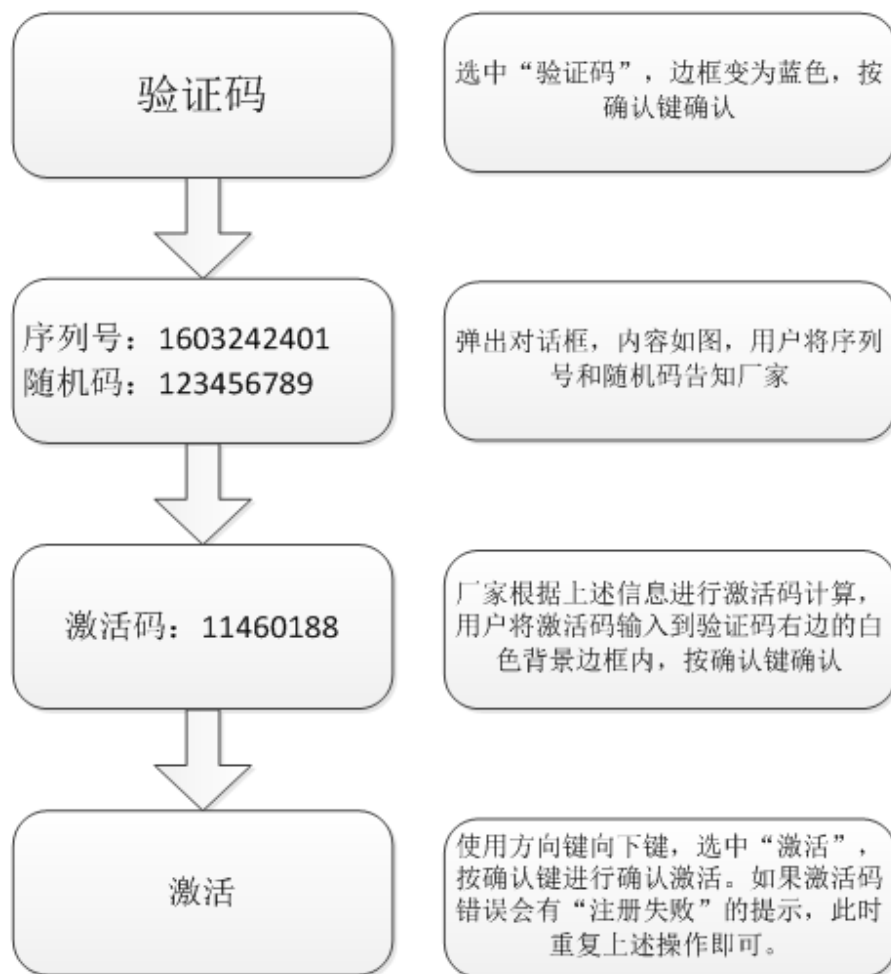 验证码
选中“验证码”，边框变为蓝色，按
确认键确认
序列号：1603242401
随机码：123456789
弹出对话框，内容如图，用户将序列
号和随机码告知厂家
激活码：11460188
厂家根据上述信息进行激活码计算，
用户将激活码输入到验证码右边的白
色背景边框内，按确认键确认
激活
使用方向键向下键，选中“激活”，
按确认键进行确认激活。如果激活码
错误会有“注册失败”的提示，此时
重复上述操作即可。